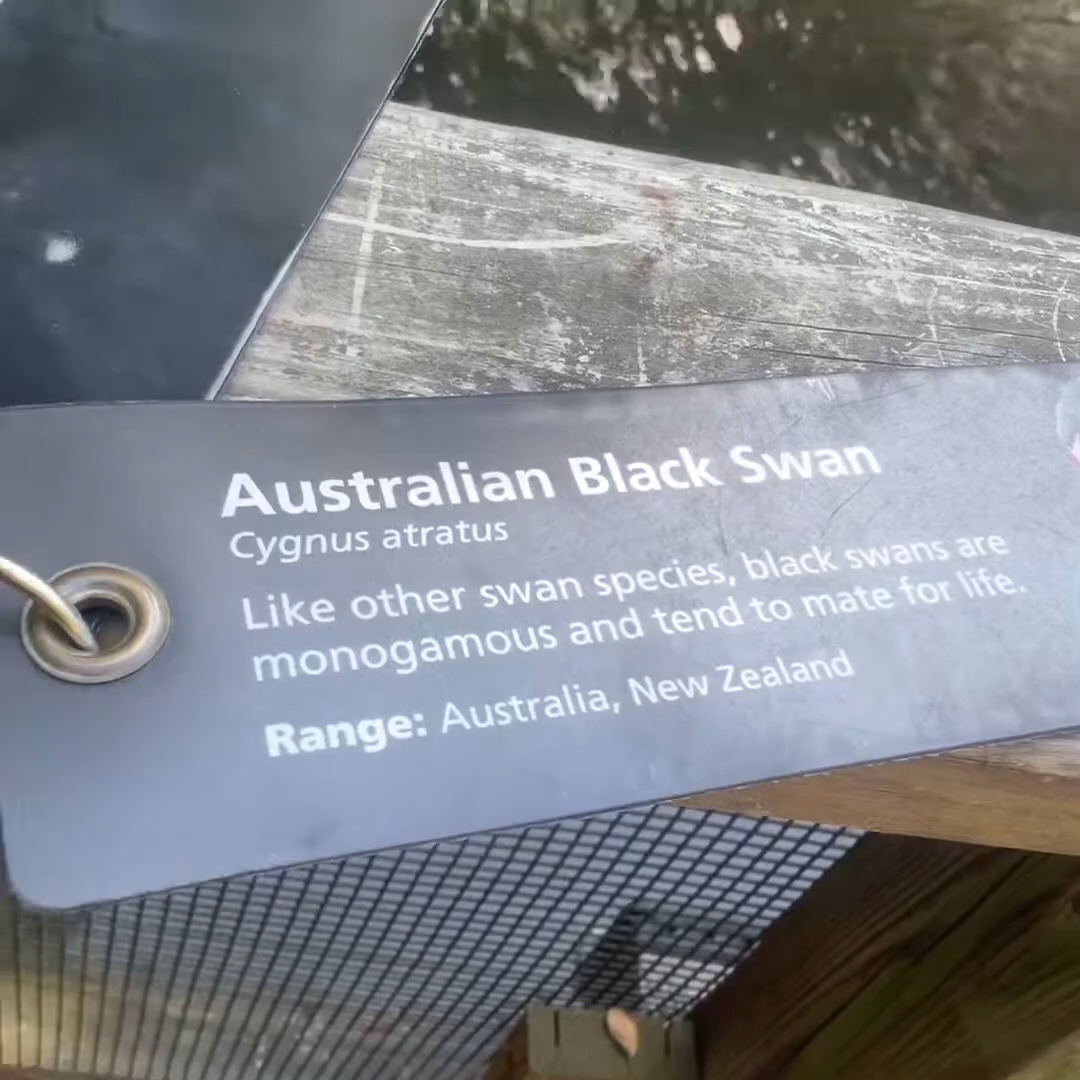 Australian Black Swan
Cygnus atratus
Like other swan species, black swans are
monogamous and tend to mate for life.
Range: Australia, New Zealand